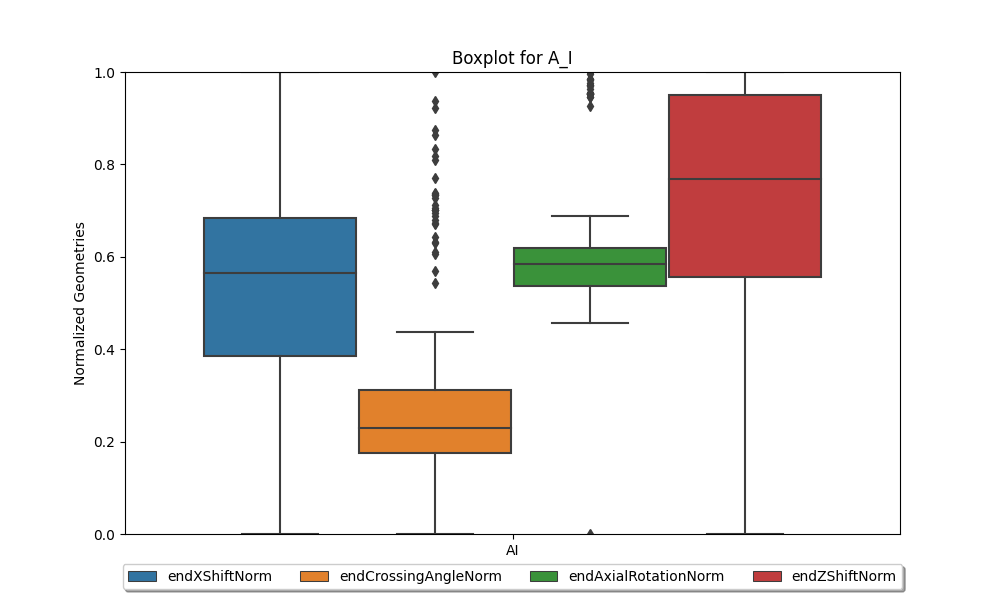 Boxplot for A_I
1.0
0.8
0.6
0.4
0.2
0.0
Normalized Geometries
AI
endXShiftNorm endCrossingAngleNorm endAxialRotationNorm endZShiftNorm